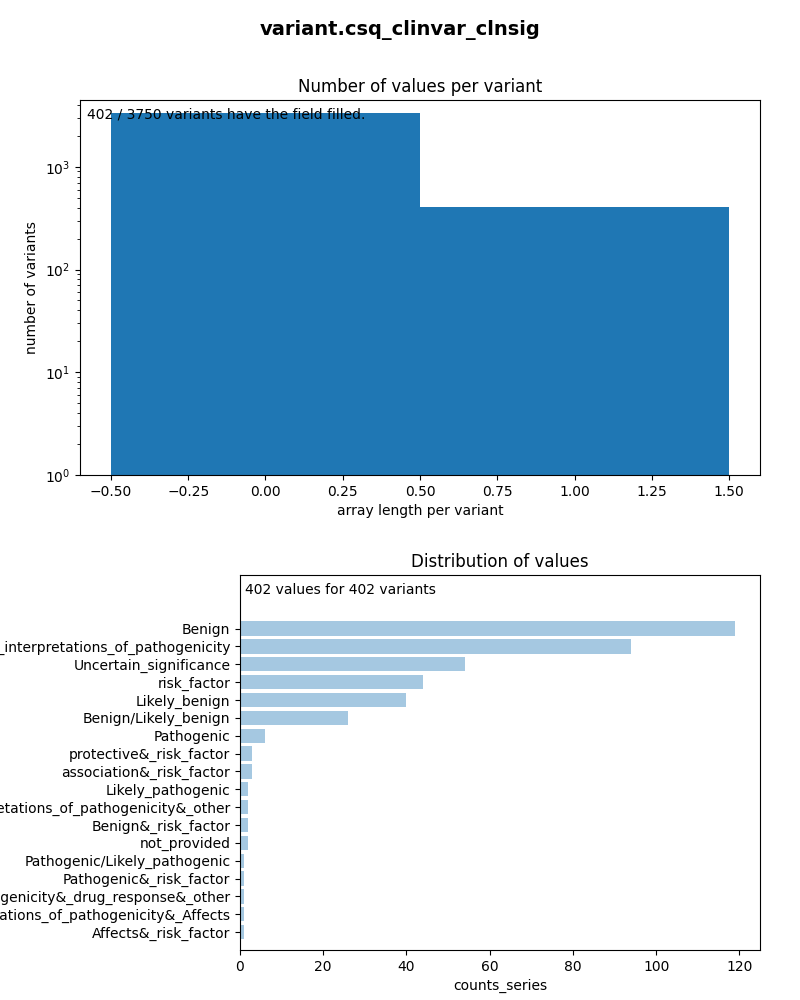 variant.csq_clinvar_clnsig
Number of values per variant
402 / 3750 variants have the field filled.
number of variants
10³
10²
10¹
10⁰
−0.50 −0.25 0.00 0.25 0.50 0.75 1.00 1.25 1.50
array length per variant
Distribution of values
402 values for 402 variants
Benign
_interpretations_of_pathogenicity
Uncertain_significance
risk_factor
Likely_benign
Benign/Likely_benign
Pathogenic
protective&_risk_factor
association&_risk_factor
Likely_pathogenic
etations_of_pathogenicity&_other
Benign&_risk_factor
not_provided
Pathogenic/Likely_pathogenic
Pathogenic&_risk_factor
genicity&_drug_response&_other
ations_of_pathogenicity&_Affects
Affects&_risk_factor
0 20 40 60 80 100 120
counts_series